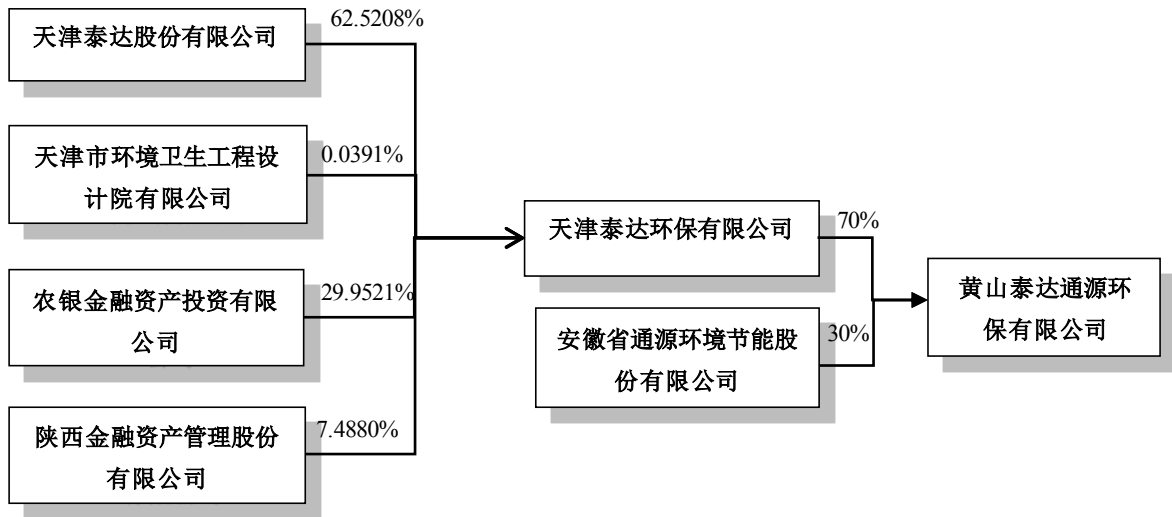 天津泰达股份有限公司
62.5208%
天津市环境卫生工程设
计院有限公司
0.0391%
农银金融资产投资有限
公司
29.9521%
陕西金融资产管理股份
有限公司
7.4880%
天津泰达环保有限公司
70%
安徽省通源环境节能股
份有限公司
30%
黄山泰达通源环
保有限公司